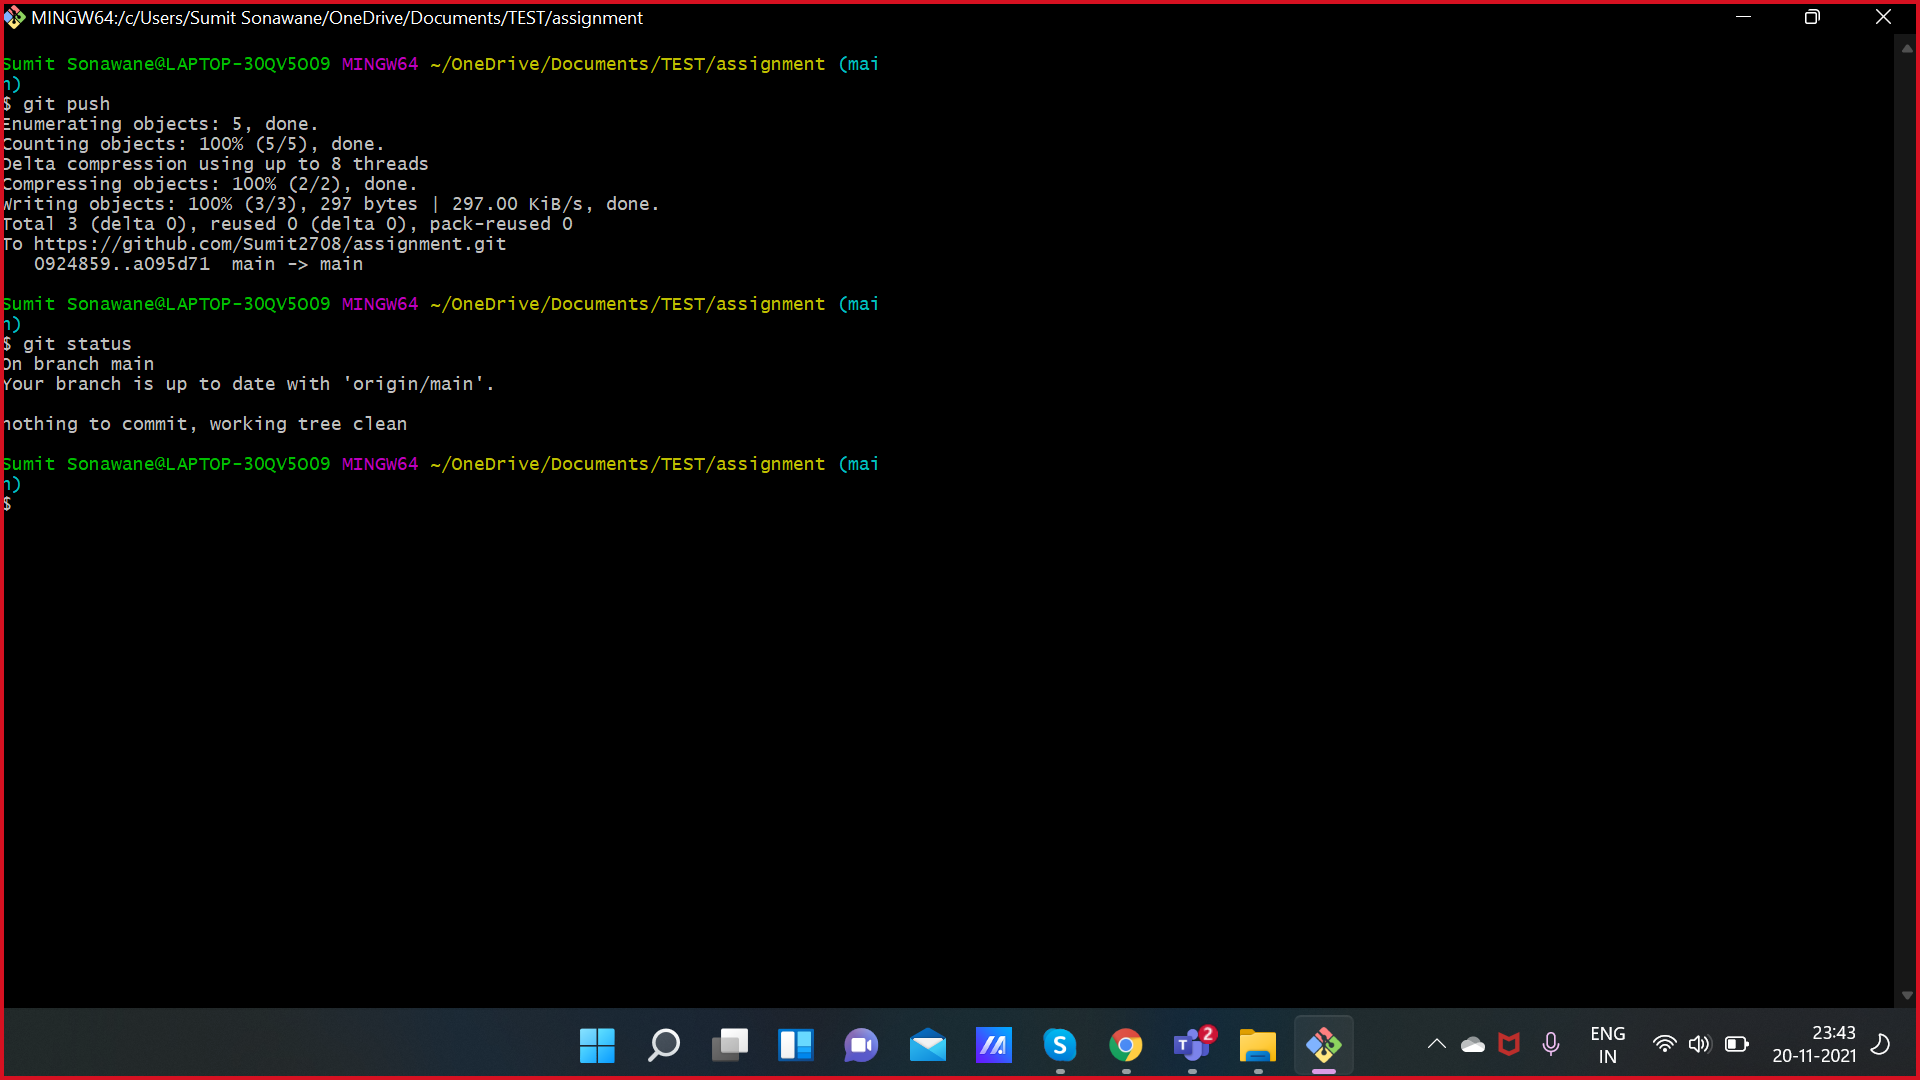 MINGW64:/c/Users/Sumit Sonawane/OneDrive/Documents/TEST/assignment
Sumit Sonawane@LAPTOP-30QV5O09 MINGW64 ~/OneDrive/Documents/TEST/assignment (mai
n)
$ git push
Enumerating objects: 5, done.
Counting objects: 100% (5/5), done.
Delta compression using up to 8 threads
Compressing objects: 100% (2/2), done.
Writing objects: 100% (3/3), 297 bytes | 297.00 KiB/s, done.
Total 3 (delta 0), reused 0 (delta 0), pack-reused 0
To https://github.com/Sumit2708/assignment.git
   0924859..a095d71  main -> main
Sumit Sonawane@LAPTOP-30QV5O09 MINGW64 ~/OneDrive/Documents/TEST/assignment (mai
n)
$ git status
On branch main
Your branch is up to date with 'origin/main'.
nothing to commit, working tree clean
Sumit Sonawane@LAPTOP-30QV5O09 MINGW64 ~/OneDrive/Documents/TEST/assignment (mai
n)
$
S
T
2
ENG
IN
23:43
20-11-2021